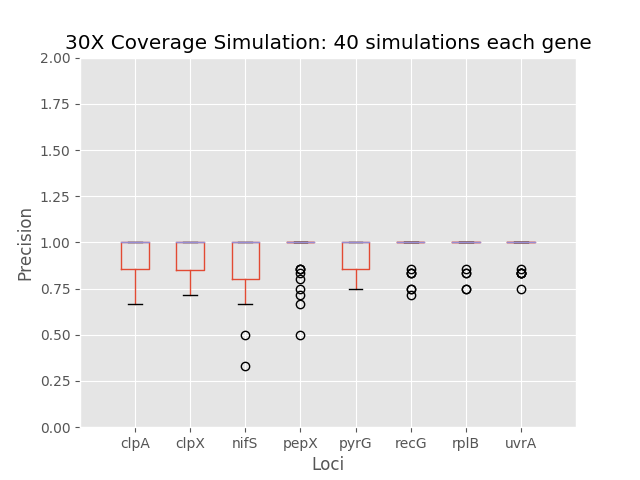 30X Coverage Simulation: 40 simulations each gene
2.00
1.75
1.50
1.25
1.00
0.75
0.50
0.25
0.00
Precision
clpA clpX nifS pepX pyrG recG rplB uvrA
Loci